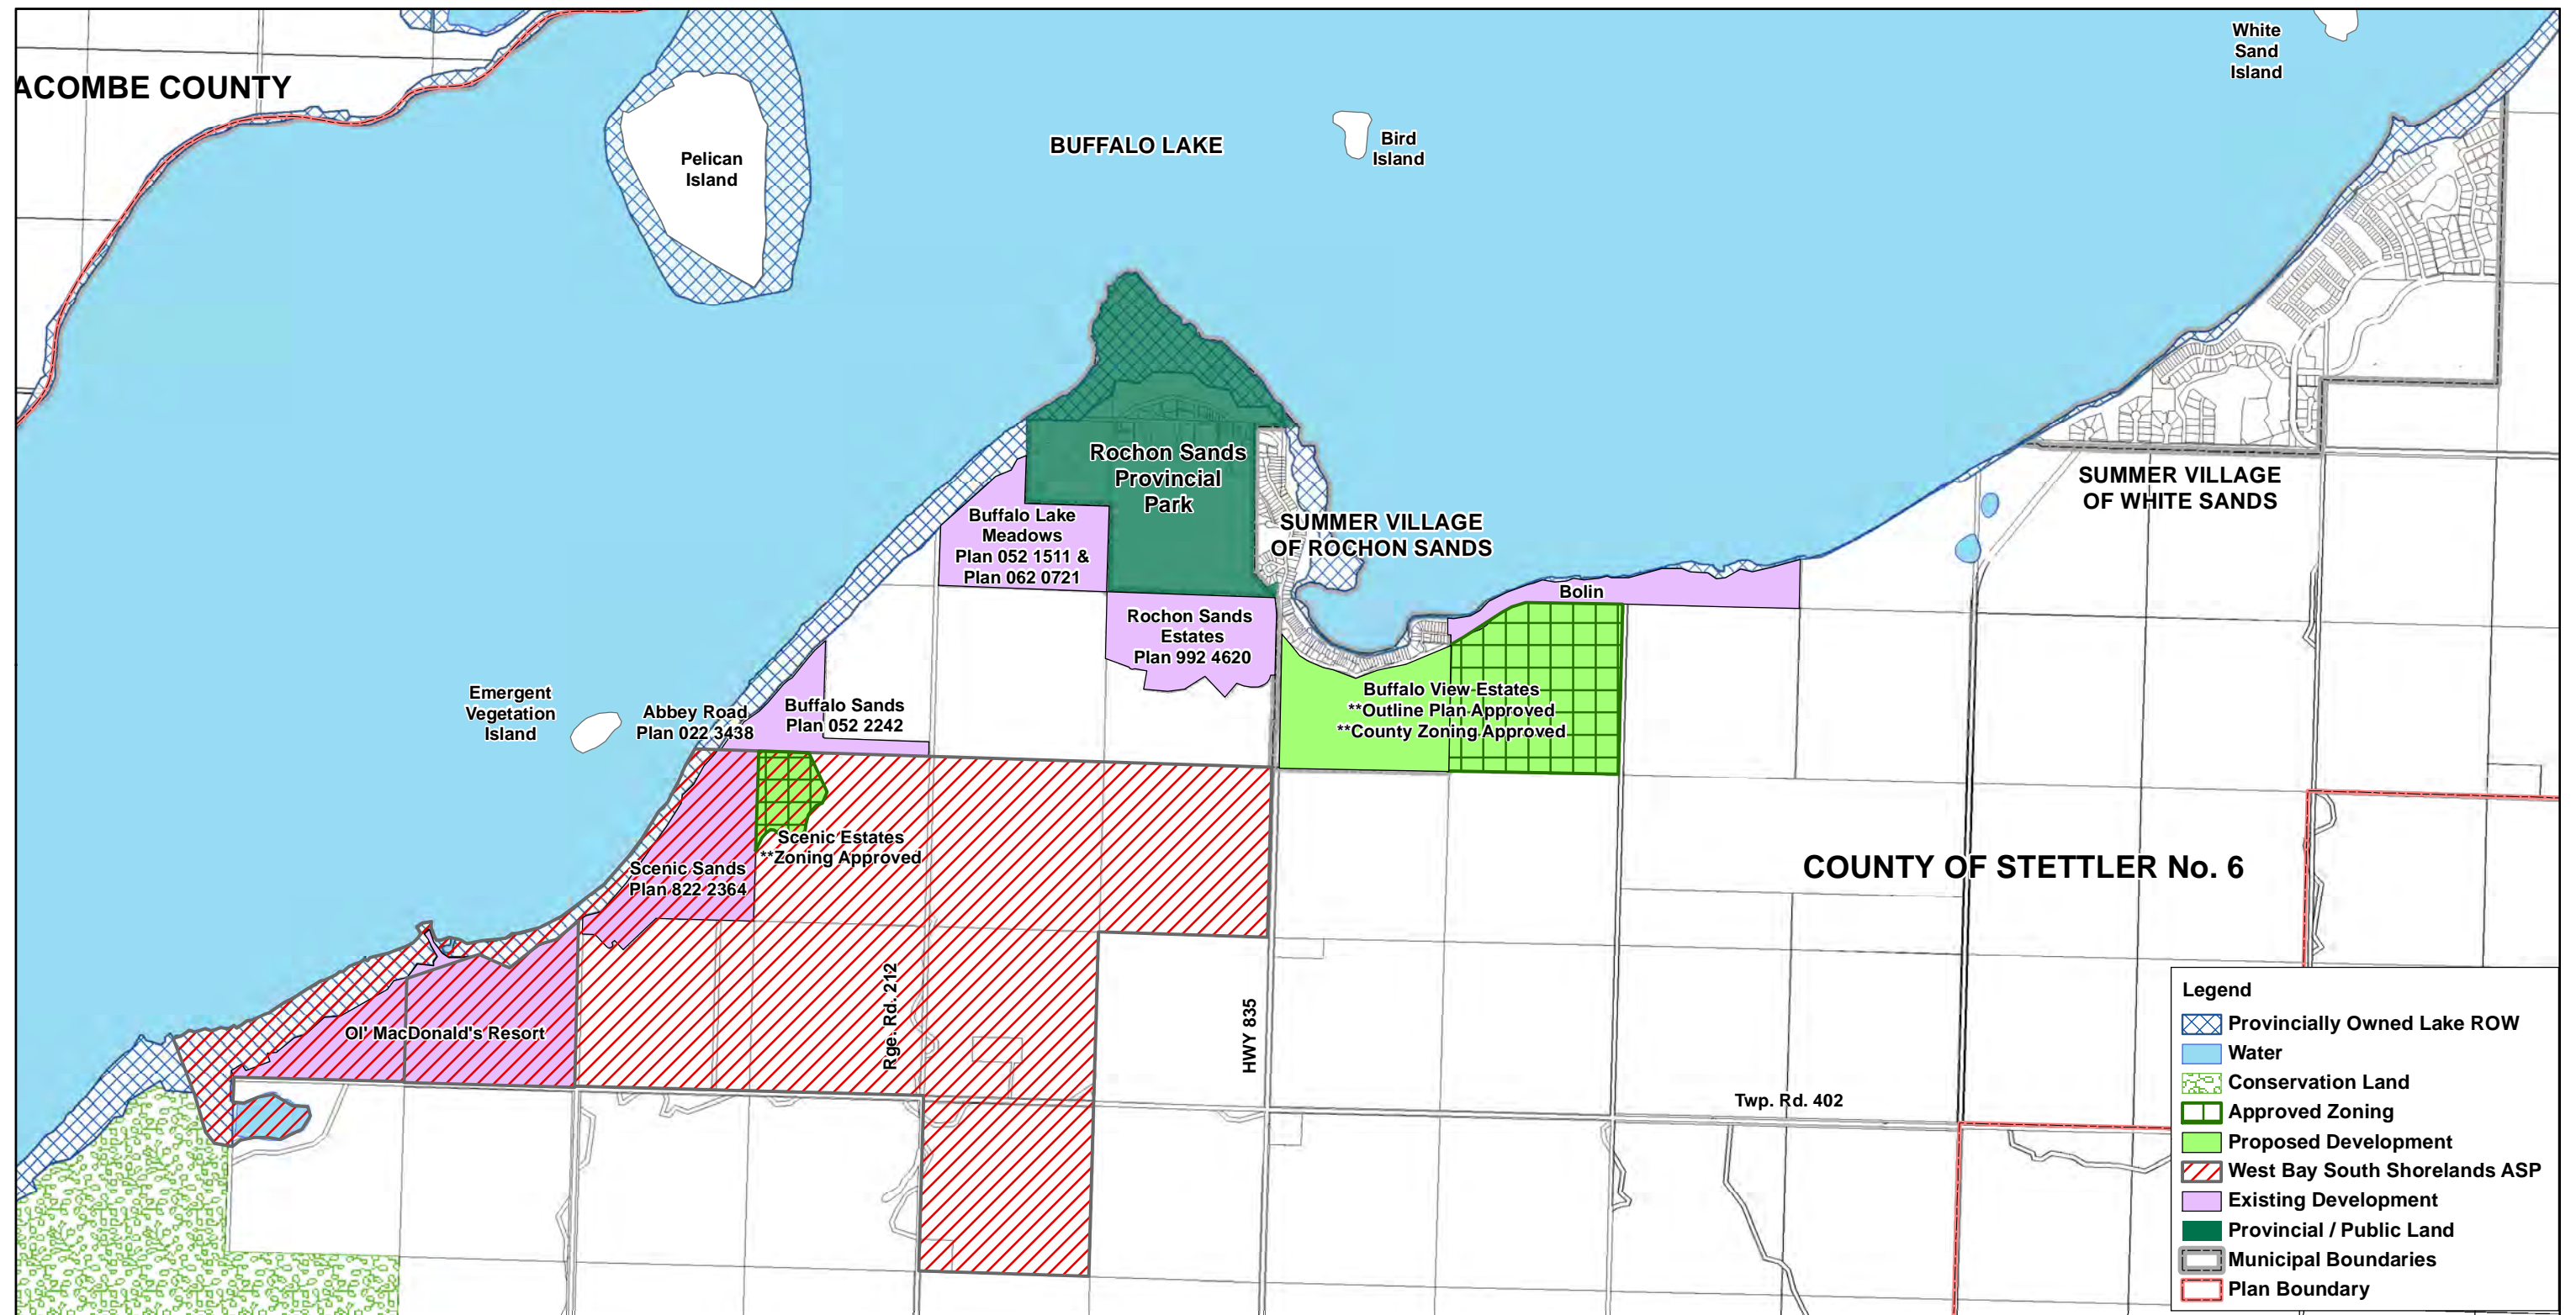 ACOMBE COUNTY
White
Sand
Island
BUFFALO LAKE
Bird
Island
Pelican
Island
Rochon Sands
Provincial
Park
SUMMER VILLAGE
OF WHITE SANDS
Buffalo Lake
Meadows
Plan 052 1511 &
Plan 062 0721
SUMMER VILLAGE
OF ROCHON SANDS
Bolin
Rochon Sands
Estates
Plan 992 4620
Emergent
Vegetation
Island
Abbey Road
Plan 022 3438
Buffalo Sands
Plan 052 2242
Buffalo View Estates
**Outline Plan Approved
**County Zoning Approved
Scenic Estates
**Zoning Approved
Scenic Sands
Plan 822 2364
COUNTY OF STETTLER No. 6
Ol' MacDonald's Resort
Rge. Rd. 212
HWY 835
Twp. Rd. 402
Legend
Provincially Owned Lake ROW
Water
Conservation Land
Approved Zoning
Proposed Development
West Bay South Shorelands ASP
Existing Development
Provincial / Public Land
Municipal Boundaries
Plan Boundary